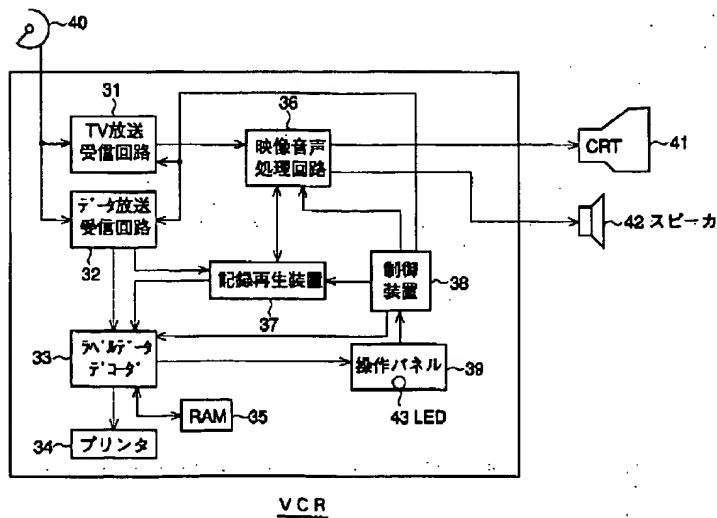 40
31
TV放送
受信回路
36
映像音声
処理回路
CRT
41
データ放送
受信回路
32
42 スピーカ
制御
装置
38
記録再生装置
37
33
ラベルデータ
デコーダ
操作パネル
39
43 LED
RAM
35
34
プリンタ
VCR